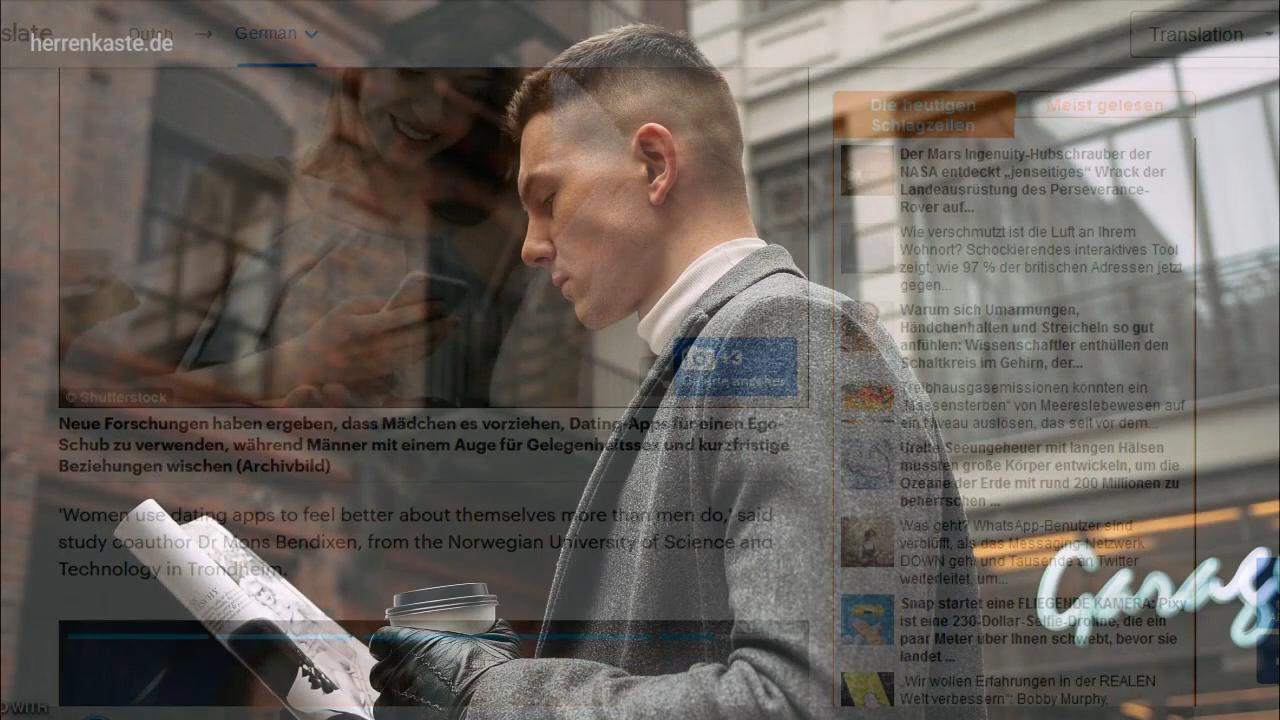 slate
herrenkaste.de
Dutch → German
Translation
Die heutigen
Schlagzeilen
Meist gelesen
Der Mars Ingenuity-Hubschrauber der
NASA entdeckt „jenseitiges“ Wrack der
Landeausrüstung des Perseverance-
Rover auf...
Wie verschmutzt ist die Luft an Ihrem
Wohnort? Schockierendes interaktives Tool
zeigt, wie 97 % der britischen Adressen jetzt
gegen...
Warum sich Umarmungen,
Händchenhalten und Streicheln so gut
anfühlen: Wissenschaftler enthüllen den
Schaltkreis im Gehirn, der...
Treibhausgasemissionen könnten ein
„Massensterben“ von Meereslebewesen auf
ein Niveau auslösen, das seit vor dem...
Uralte Seeungeheuer mit langen Hälsen
mussten große Körper entwickeln, um die
Ozeane der Erde mit rund 200 Millionen zu
beherrschen ...
Was geht? WhatsApp-Benutzer sind
verblüfft, als das Messaging-Netzwerk
DOWN geht und Tausende an Twitter
weiterleitet, um...
Snap startet eine FLIEGENDE KAMERA: Pixy
ist eine 230-Dollar-Selfie-Drohne, die ein
paar Meter über Ihnen schwebt, bevor sie
landet ...
„Wir wollen Erfahrungen in der REALEN
Welt verbessern“: Bobby Murphy,
+3
Galerie ansehen
© Shutterstock
Neue Forschungen haben ergeben, dass Mädchen es vorziehen, Dating-Apps für einen Ego-
Schub zu verwenden, während Männer mit einem Auge für Gelegenheitssex und kurzfristige
Beziehungen wischen (Archivbild)
'Women use dating apps to feel better about themselves more than men do,' said
study coauthor Dr Mons Bendixen, from the Norwegian University of Science and
Technology in Trondheim.
D WITH